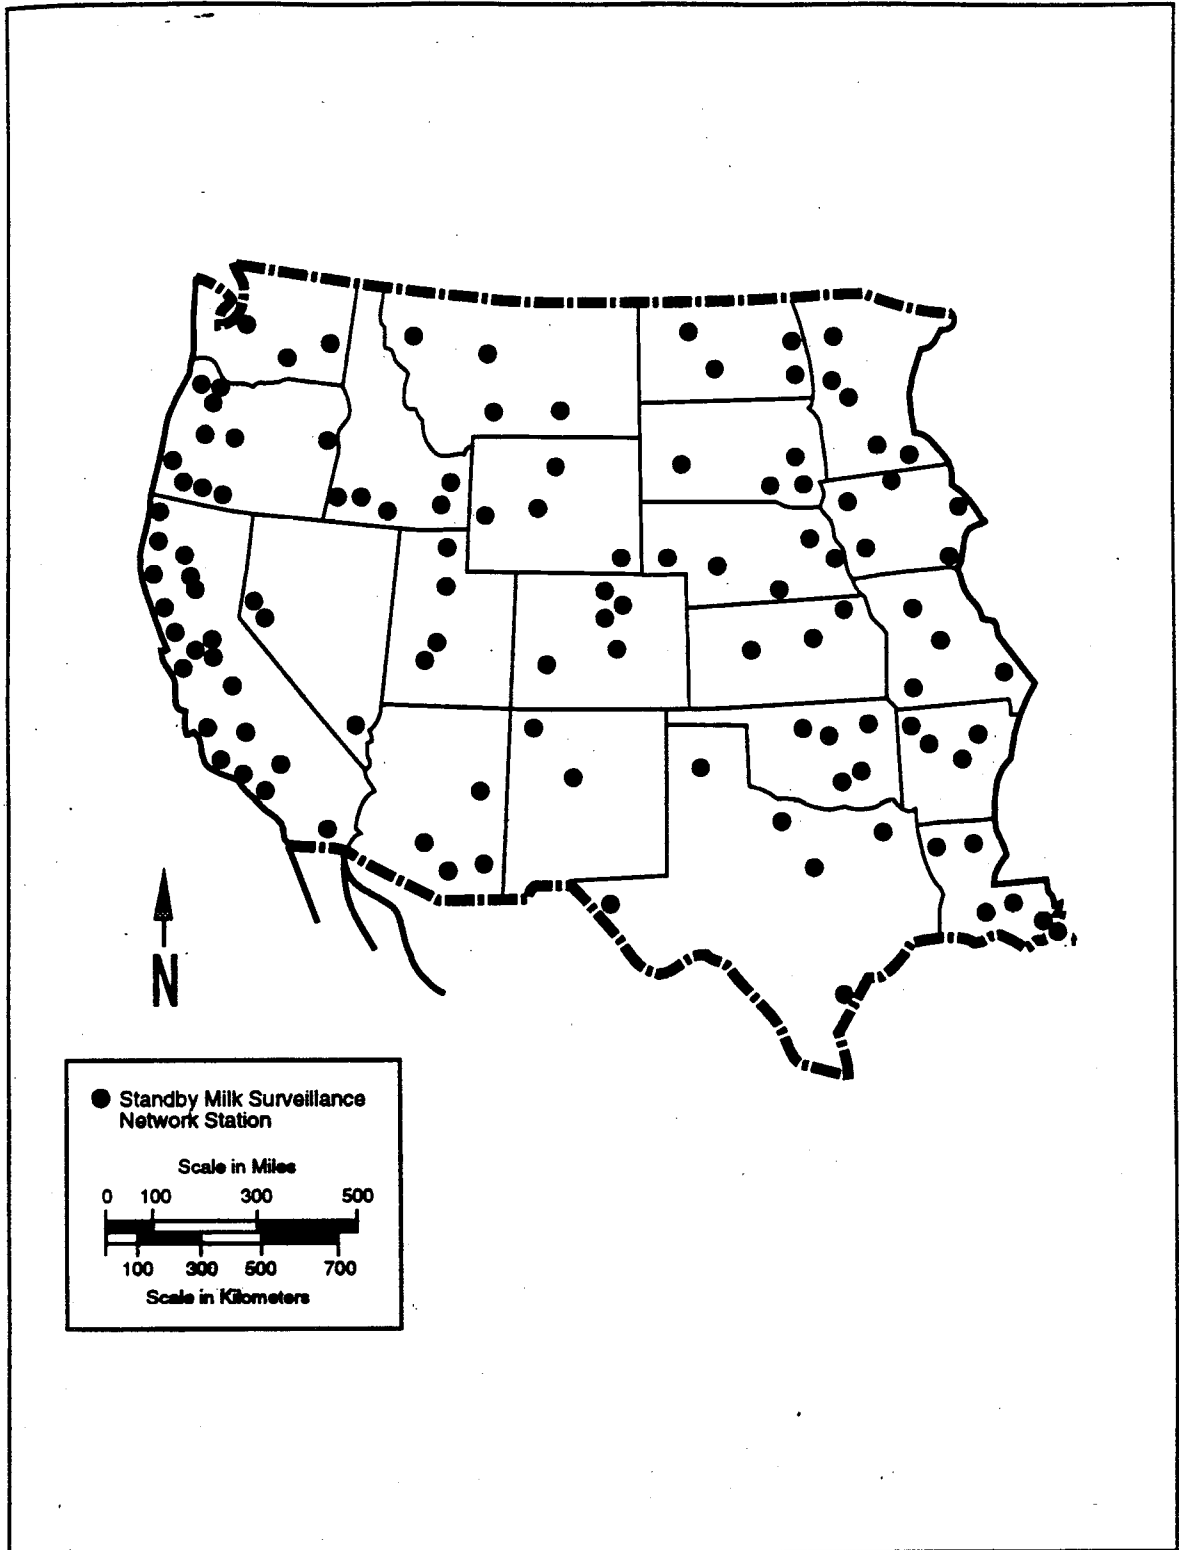 N
Standby Milk Surveillance
Network Station
Scale in Miles
0 100 300 500
100 300 500 700
Scale in Kilometers